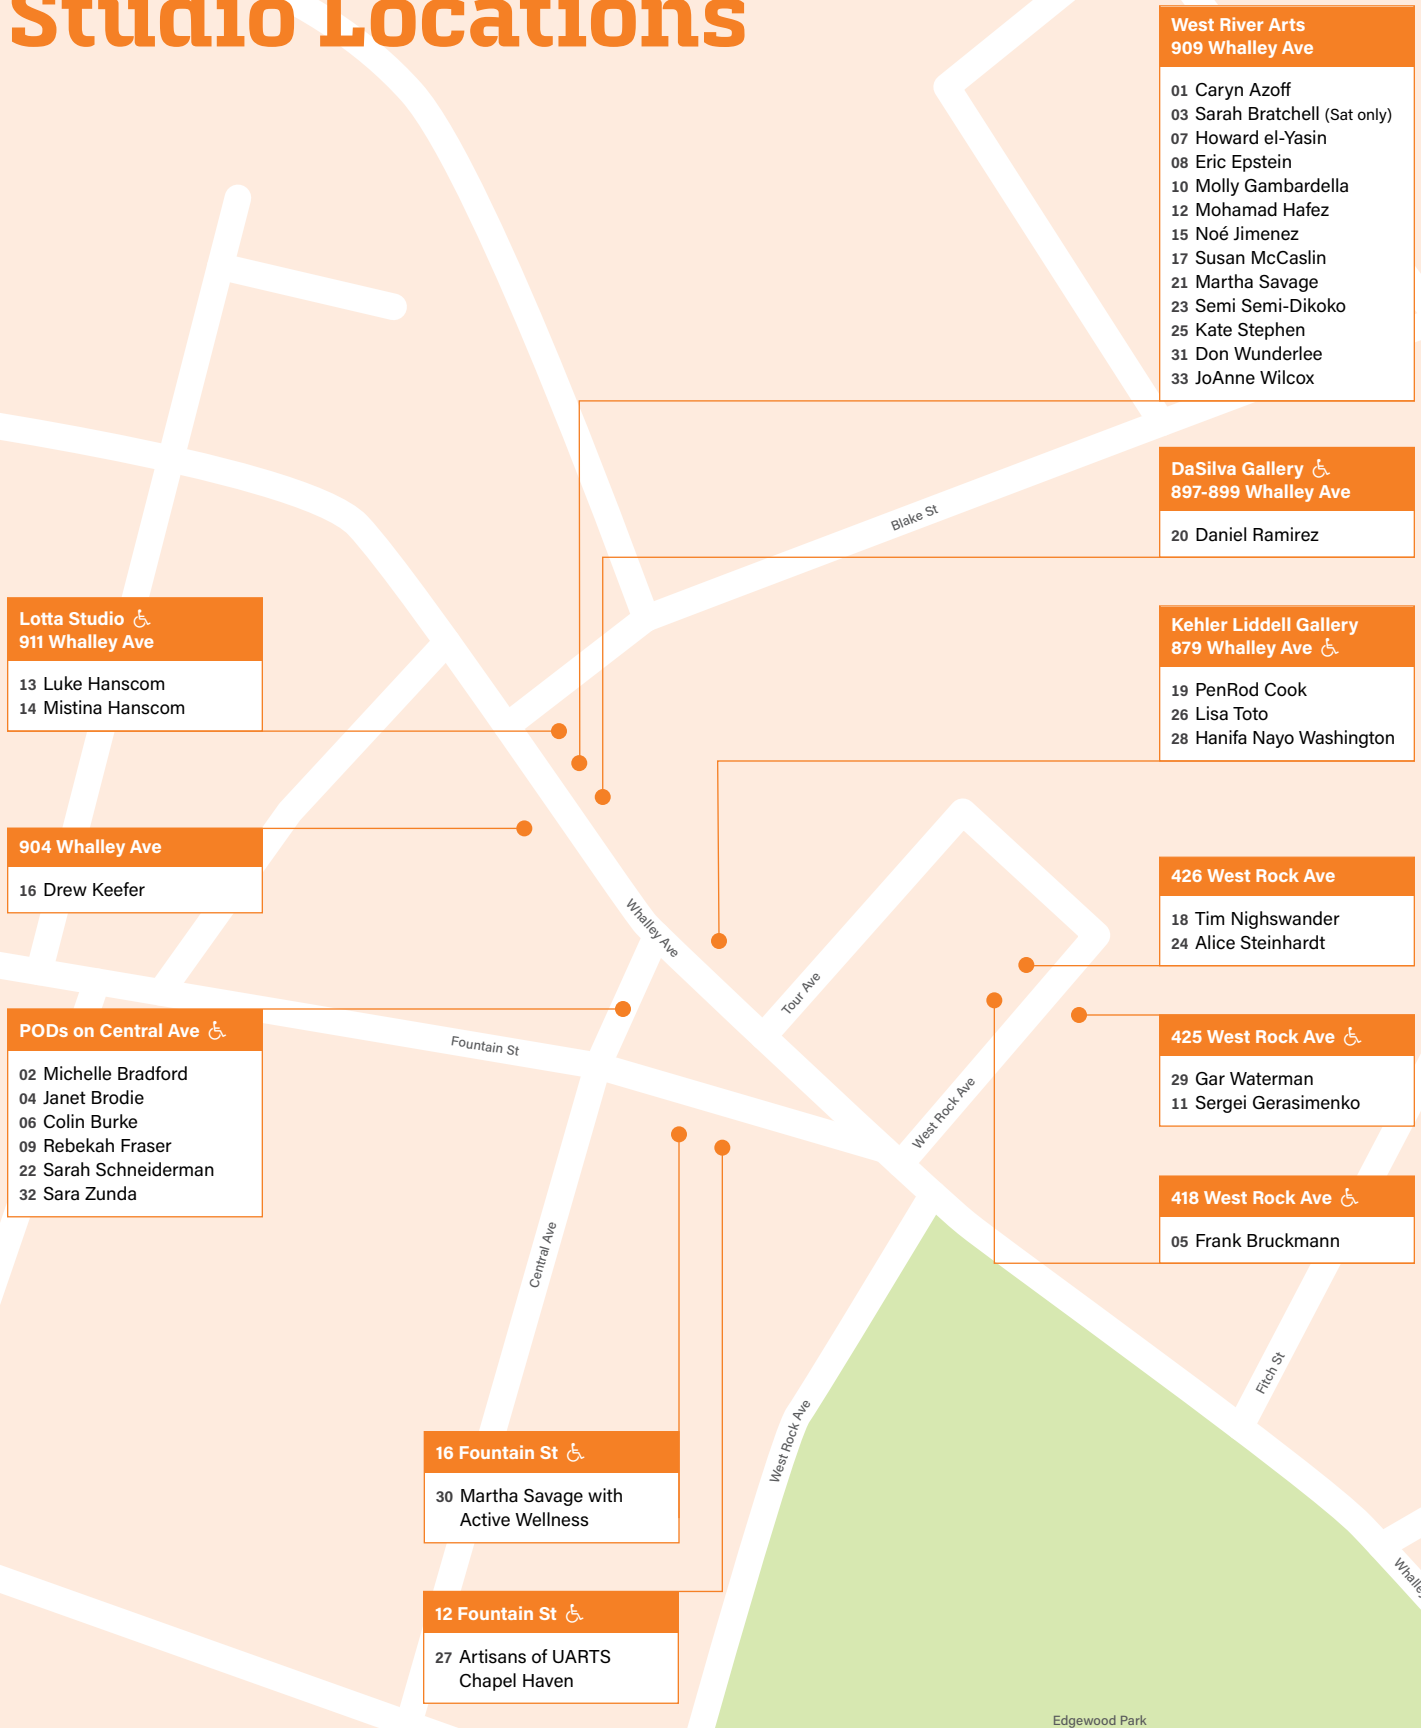 Studio Locations
West River Arts
909 Whalley Ave
01 Caryn Azoff
03 Sarah Bratchell (Sat only)
07 Howard el-Yasin
08 Eric Epstein
10 Molly Gambardella
12 Mohamad Hafez
15 Noé Jimenez
17 Susan McCaslin
21 Martha Savage
23 Semi Semi-Dikoko
25 Kate Stephen
31 Don Wunderlee
33 JoAnne Wilcox
DaSilva Gallery
897-899 Whalley Ave
20 Daniel Ramirez
Blake St
Lotta Studio
911 Whalley Ave
13 Luke Hanscom
14 Mistina Hanscom
Kehler Liddell Gallery
879 Whalley Ave
19 PenRod Cook
26 Lisa Toto
28 Hanifa Nayo Washington
904 Whalley Ave
16 Drew Keefer
Whalley Ave
426 West Rock Ave
18 Tim Nighswander
24 Alice Steinhardt
Tour Ave
PODs on Central Ave
02 Michelle Bradford
04 Janet Brodie
06 Colin Burke
09 Rebekah Fraser
22 Sarah Schneiderman
32 Sara Zunda
Fountain St
425 West Rock Ave
29 Gar Waterman
11 Sergei Gerasimenko
West Rock Ave
418 West Rock Ave
05 Frank Bruckmann
Central Ave
Fitch St
West Rock Ave
16 Fountain St
30 Martha Savage with
Active Wellness
12 Fountain St
27 Artisans of UARTS
Chapel Haven
Whalley
Edgewood Park